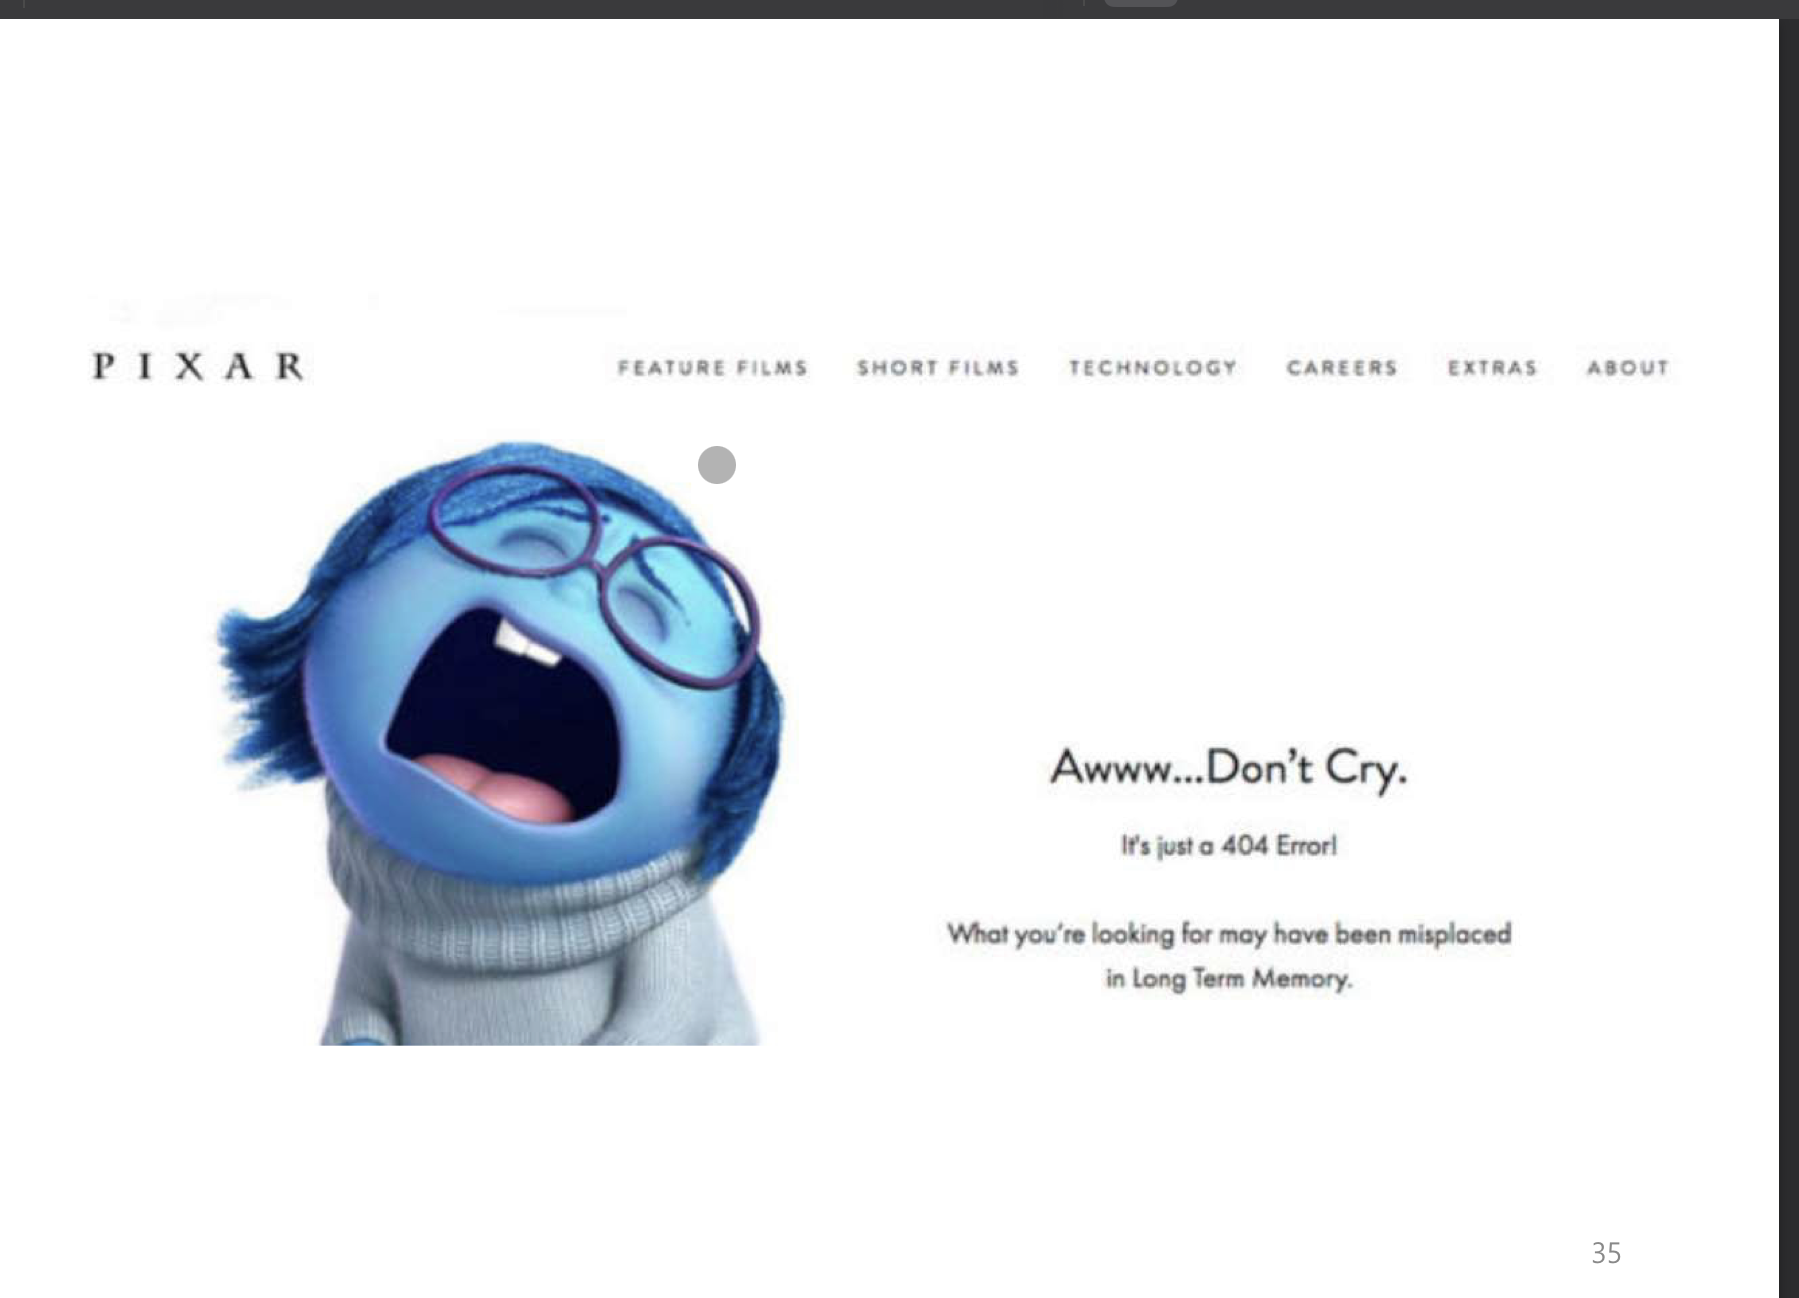 PIXAR
FEATURE FILMS SHORT FILMS TECHNOLOGY CAREERS EXTRAS ABOUT
Awww...Don't Cry.
It's just a 404 Error!
What you're looking for may have been misplaced
in Long Term Memory.
35